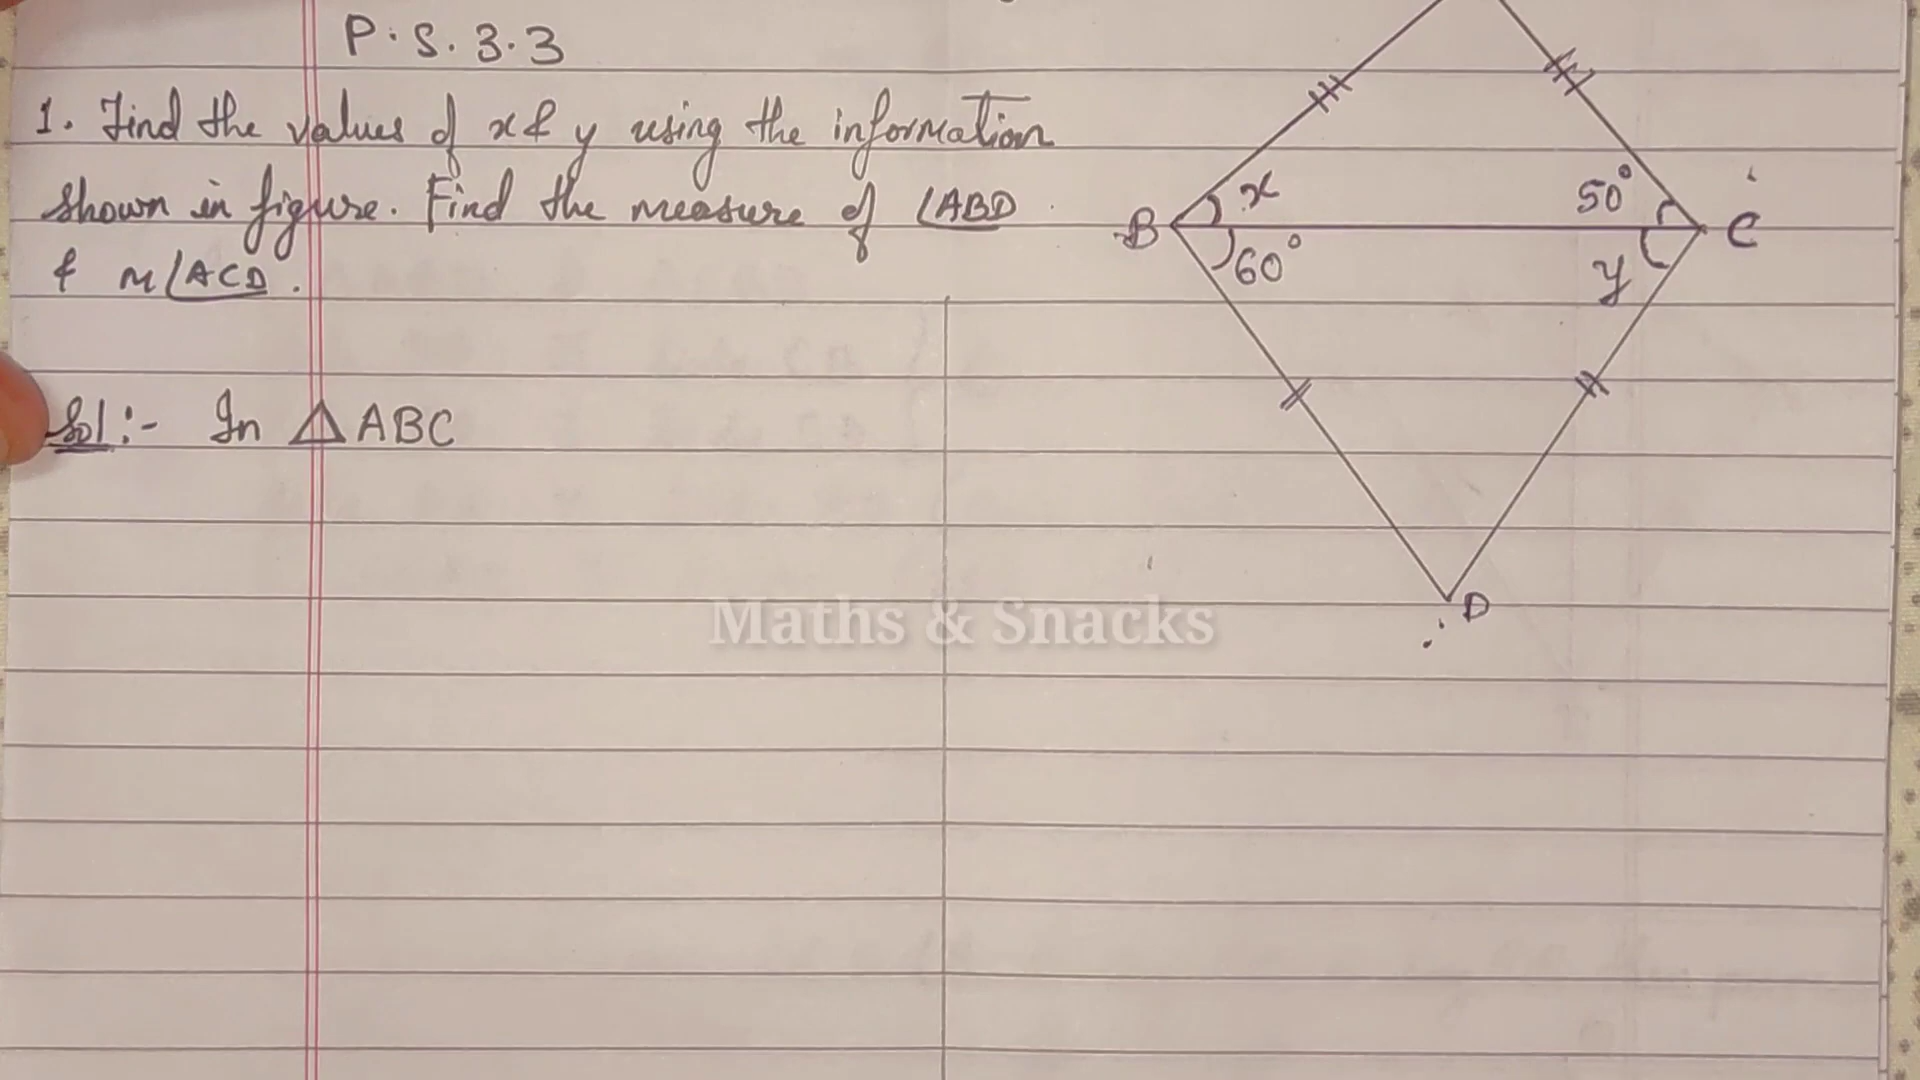 P.S. 3.3
1. Find the values of x & y using the information
shown in figure. Find the measure of ∠ABD
& m∠ACD.
Sol:- In △ABC
x
50°
B
C
60°
y
D
Maths & Snacks